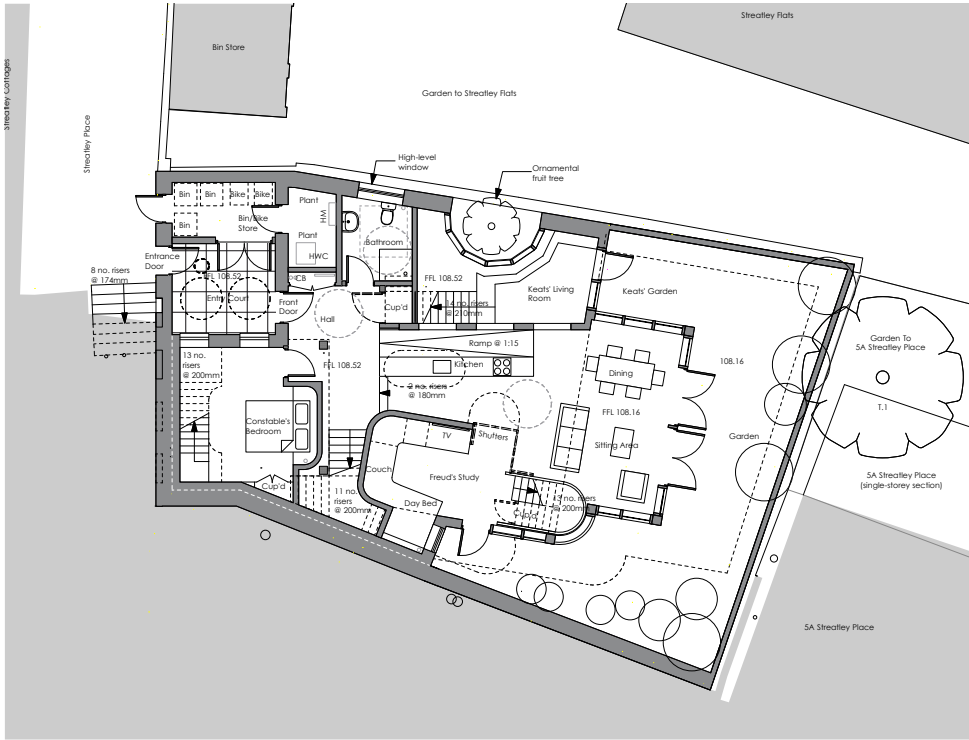 Streatley Flats
Bin Store
Streatley Cottages
Streatley Place
Garden to Streatley Flats
High-level
window
Ornamental
fruit tree
Bin
Bin
Bike
Bike
Bin
Bin/Bike
Store
Plant
HM
Plant
HWC
CB
Bathroom
Entrance
Door
8 no. risers
@ 174mm
FFL 108.52
Entry Court
Front
Door
Hall
Cup'd
FFL 108.52
14 no. risers
@ 210mm
Keats' Living
Room
Keats' Garden
Garden To
5A Streatley Place
T.1
5A Streatley Place
(single-storey section)
13 no.
risers
@ 200mm
FFL 108.52
Ramp @ 1:15
Kitchen
2 no. risers
@ 180mm
Dining
108.16
FFL 108.16
Sitting Area
Garden
Constable's
Bedroom
TV
Shutters
Couch
Freud's Study
Cup'd
11 no.
risers
@ 200mm
Day Bed
13 no. risers
@ 200mm
Cup'd
5A Streatley Place